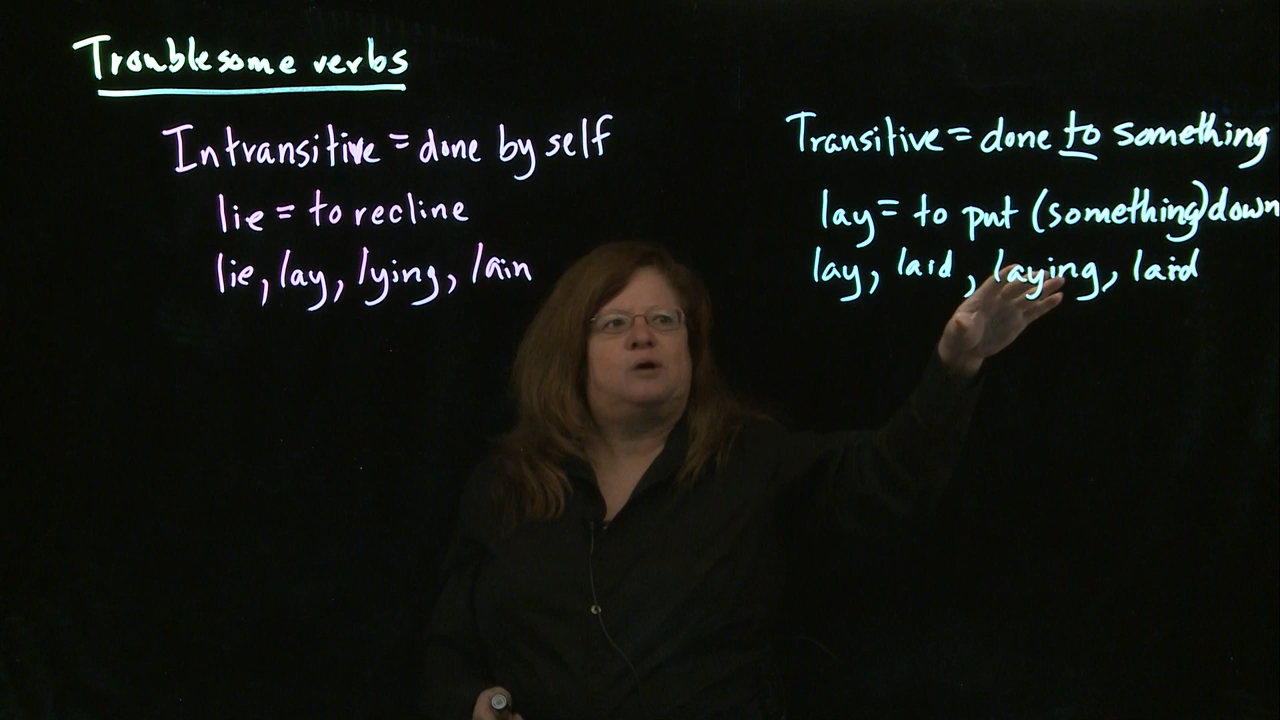 Troublesome verbs
Intransitive = done by self
lie = to recline
lie, lay, lying, lain
Transitive = done to something
lay = to put (something) down
lay, laid, laying, laid